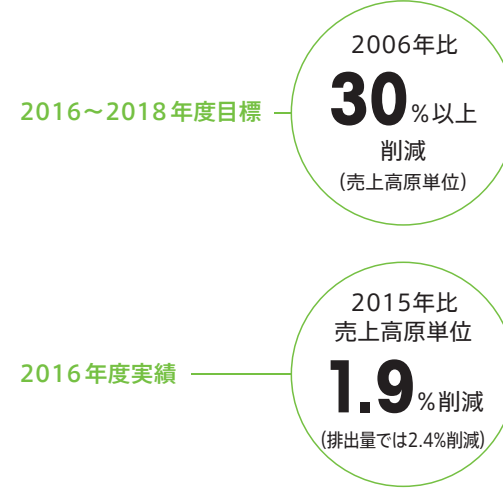 2016～2018年度目標
2006年比
30%以上
削減
(売上高原単位)
2016年度実績
2015年比
売上高原単位
1.9%削減
(排出量では2.4%削減)